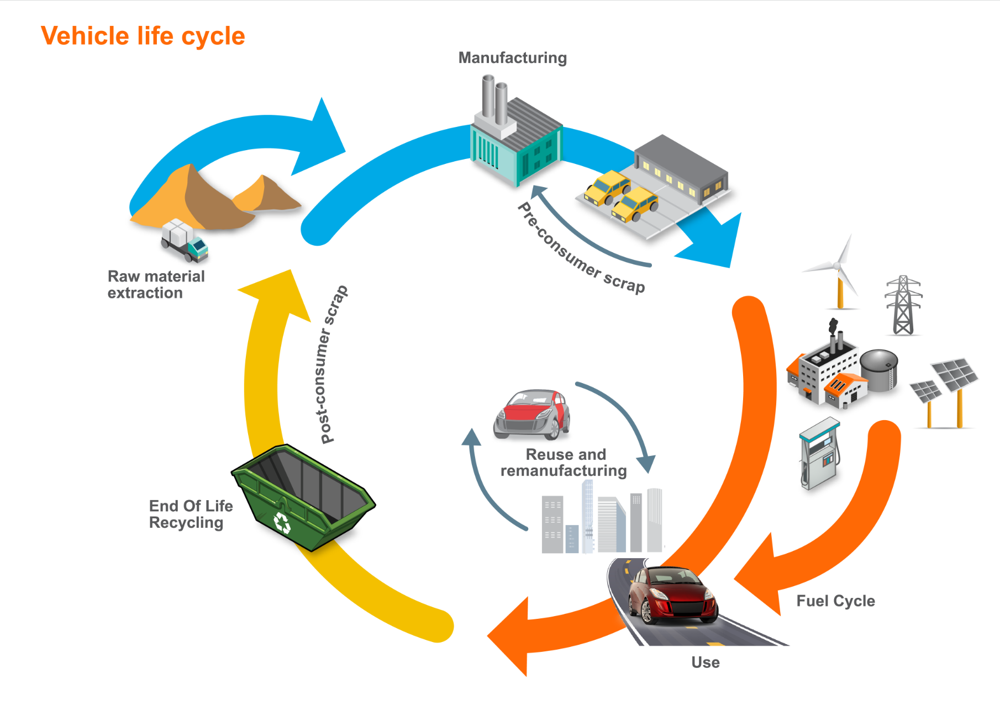 Vehicle life cycle
Manufacturing
Raw material
extraction
Pre-consumer scrap
Post-consumer scrap
Reuse and
remanufacturing
End Of Life
Recycling
Fuel Cycle
Use